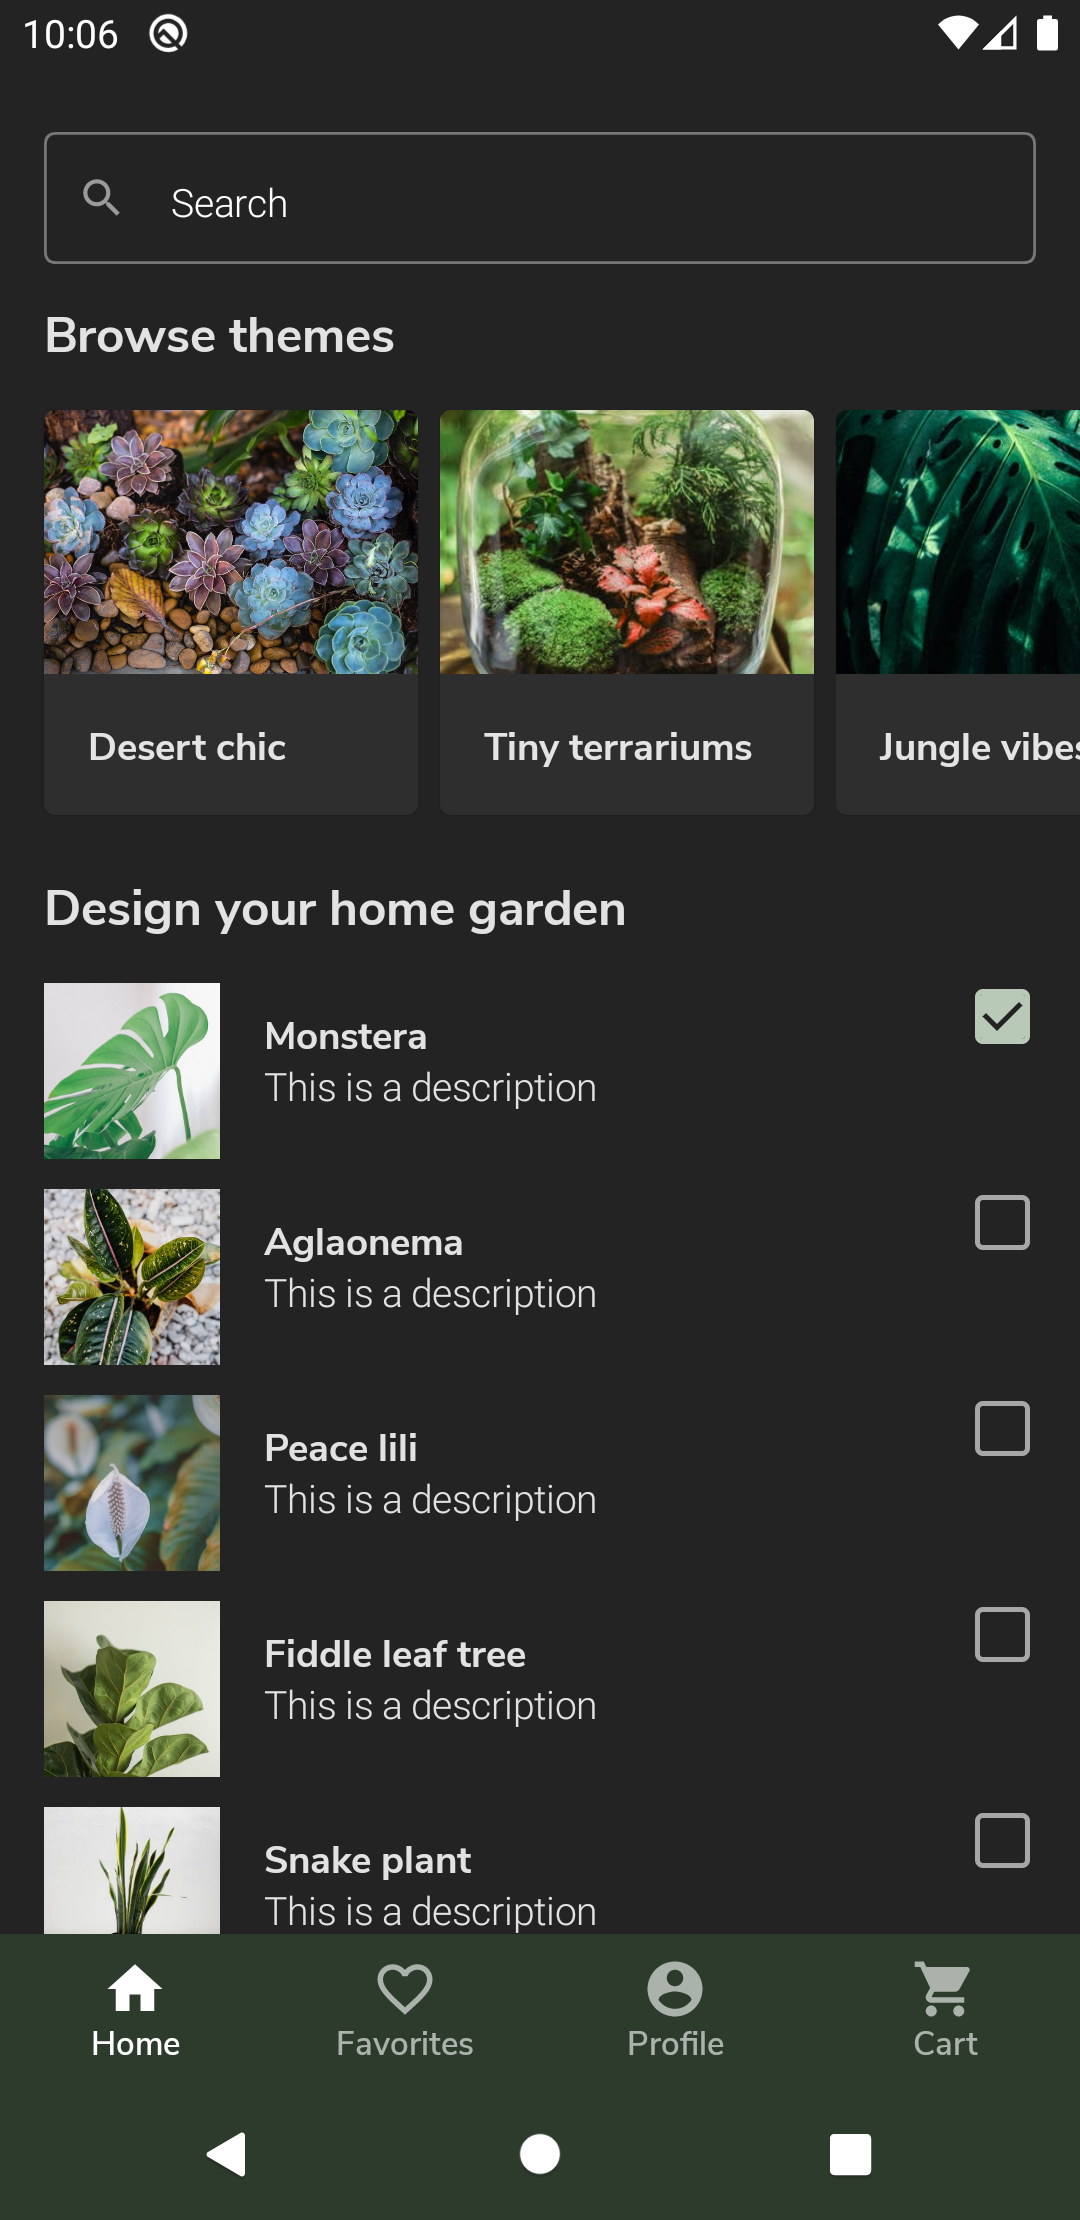 10:06
Search
Browse themes
Desert chic
Tiny terrariums
Jungle vibes
Design your home garden
Monstera
This is a description
Aglaonema
This is a description
Peace lili
This is a description
Fiddle leaf tree
This is a description
Snake plant
This is a description
Home
Favorites
Profile
Cart